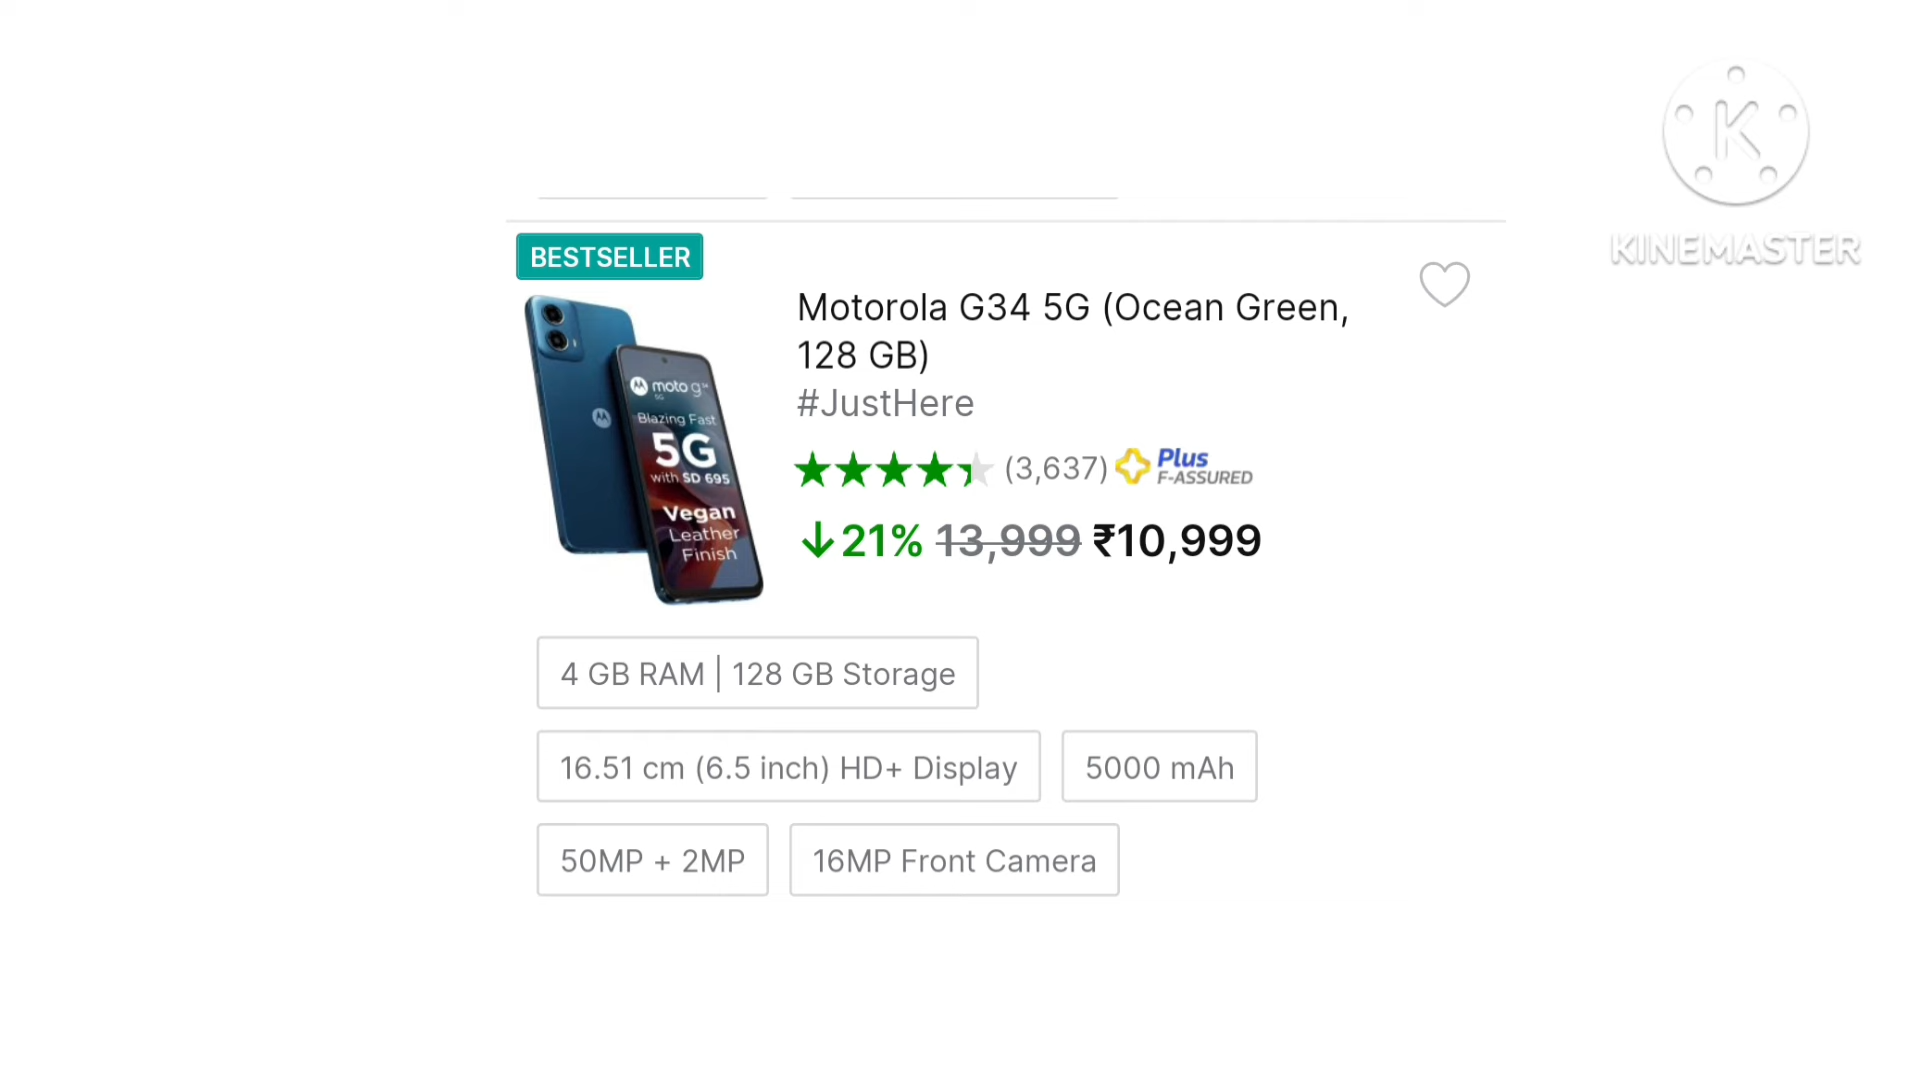 KINEMASTER
BESTSELLER
Motorola G34 5G (Ocean Green,
128 GB)
#JustHere
(3,637) Plus
F-ASSURED
↓21% 13,999 ₹10,999
moto g34
5G
Blazing Fast
5G
with SD 695
Vegan
Leather
Finish
4 GB RAM | 128 GB Storage
16.51 cm (6.5 inch) HD+ Display
5000 mAh
50MP + 2MP
16MP Front Camera